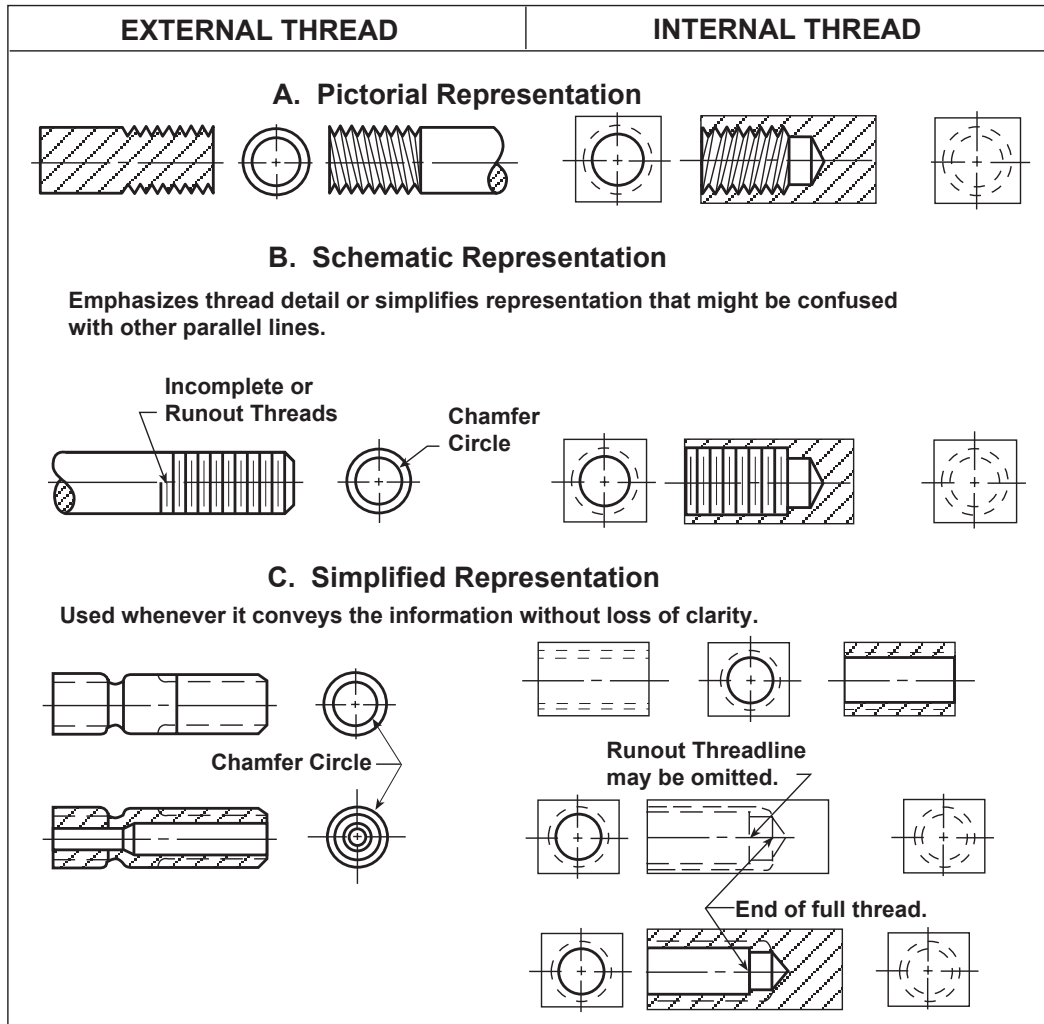 EXTERNAL THREAD
INTERNAL THREAD
A. Pictorial Representation
B. Schematic Representation
Emphasizes thread detail or simplifies representation that might be confused
with other parallel lines.
Incomplete or
Runout Threads
Chamfer
Circle
C. Simplified Representation
Used whenever it conveys the information without loss of clarity.
Chamfer Circle
Runout Threadline
may be omitted.
End of full thread.